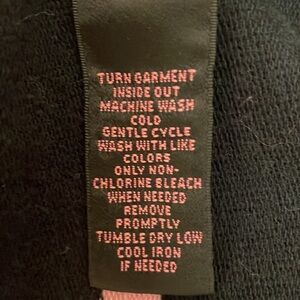 TURN GARMENT
INSIDE OUT
MACHINE WASH
COLD
GENTLE CYCLE
WASH WITH LIKE
COLORS
ONLY NON-
CHLORINE BLEACH
WHEN NEEDED
REMOVE
PROMPTLY
TUMBLE DRY LOW
COOL IRON
IF NEEDED